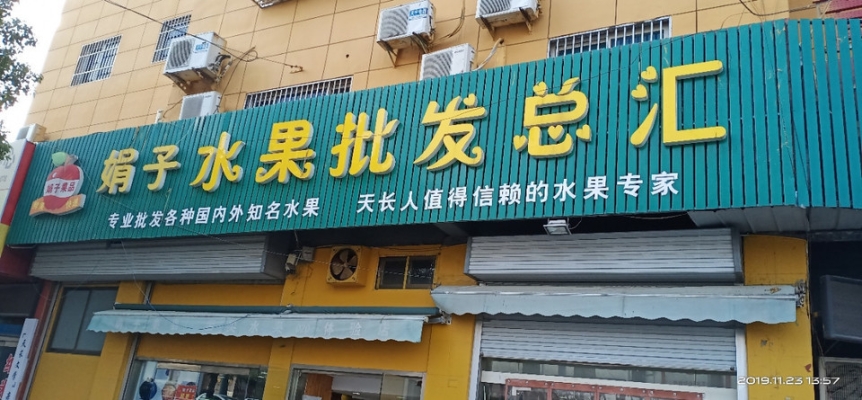 娟子水果批发总汇
娟子果品
专业批发各种国内外知名水果 天长人值得信赖的水果专家
2019.11.23 13:57